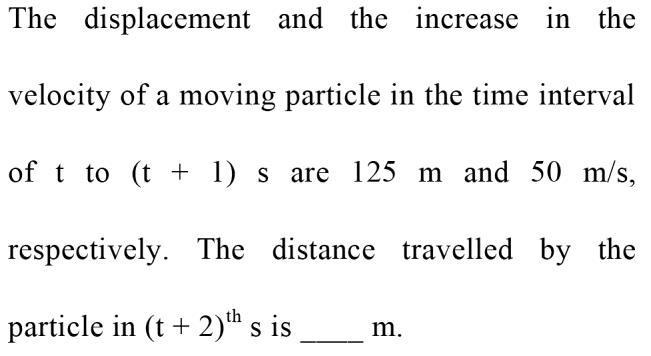 The displacement and the increase in the
velocity of a moving particle in the time interval
of t to (t + 1) s are 125 m and 50 m/s,
respectively. The distance travelled by the
particle in (t + 2)th s is ____ m.